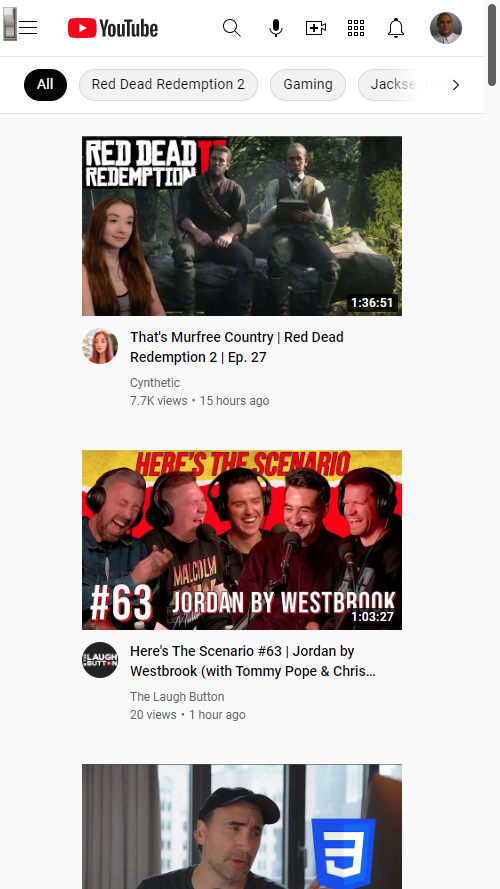 YouTube
All
Red Dead Redemption 2
Gaming
RED DEAD
REDEMPTION II
1:36:51
That's Murfree Country | Red Dead
Redemption 2 | Ep. 27
Cynthetic
7.7K views • 15 hours ago
HERE'S THE SCENARIO
MALCOLM
#63 JORDAN BY WESTBROOK
1:03:27
THE LAUGH
BUTTON
Here's The Scenario #63 | Jordan by
Westbrook (with Tommy Pope & Chris...
The Laugh Button
20 views • 1 hour ago
3